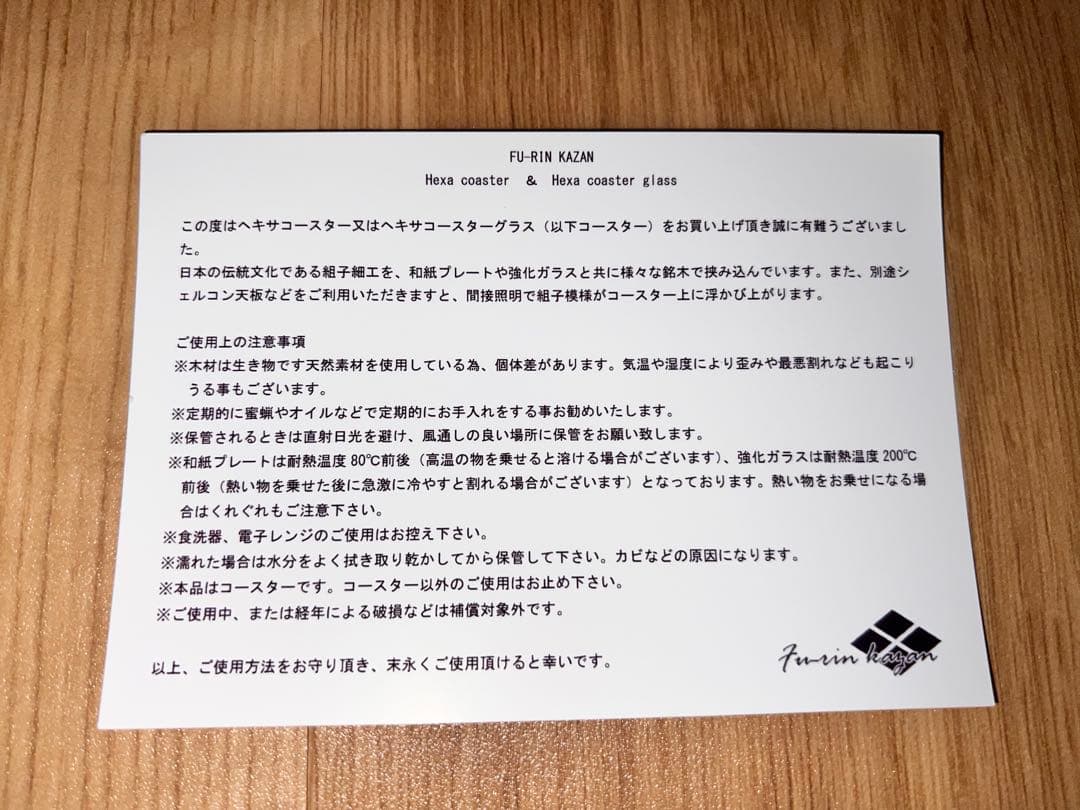 FU-RIN KAZAN
Hexa coaster ＆ Hexa coaster glass
この度はヘキサコースター又はヘキサコースターグラス（以下コースター）をお買い上げ頂き誠に有難うございまし
た。
日本の伝統文化である組子細工を、和紙プレートや強化ガラスと共に様々な銘木で挟み込んでいます。また、別途シ
ェルコン天板などをご利用いただきますと、間接照明で組子模様がコースター上に浮かび上がります。
ご使用上の注意事項
※木材は生き物です天然素材を使用している為、個体差があります。気温や湿度により歪みや最悪割れなども起こり
うる事もございます。
※定期的に蜜蝋やオイルなどで定期的にお手入れをする事お勧めいたします。
※保管されるときは直射日光を避け、風通しの良い場所に保管をお願い致します。
※和紙プレートは耐熱温度 80℃前後（高温の物を乗せると溶ける場合がございます）、強化ガラスは耐熱温度 200℃
前後（熱い物を乗せた後に急激に冷やすと割れる場合がございます）となっております。熱い物をお乗せになる場
合はくれぐれもご注意下さい。
※食洗器、電子レンジのご使用はお控え下さい。
※濡れた場合は水分をよく拭き取り乾かしてから保管して下さい。カビなどの原因になります。
※本品はコースターです。コースター以外のご使用はお止め下さい。
※ご使用中、または経年による破損などは補償対象外です。
以上、ご使用方法をお守り頂き、末永くご使用頂けると幸いです。
Fu-rin kazan